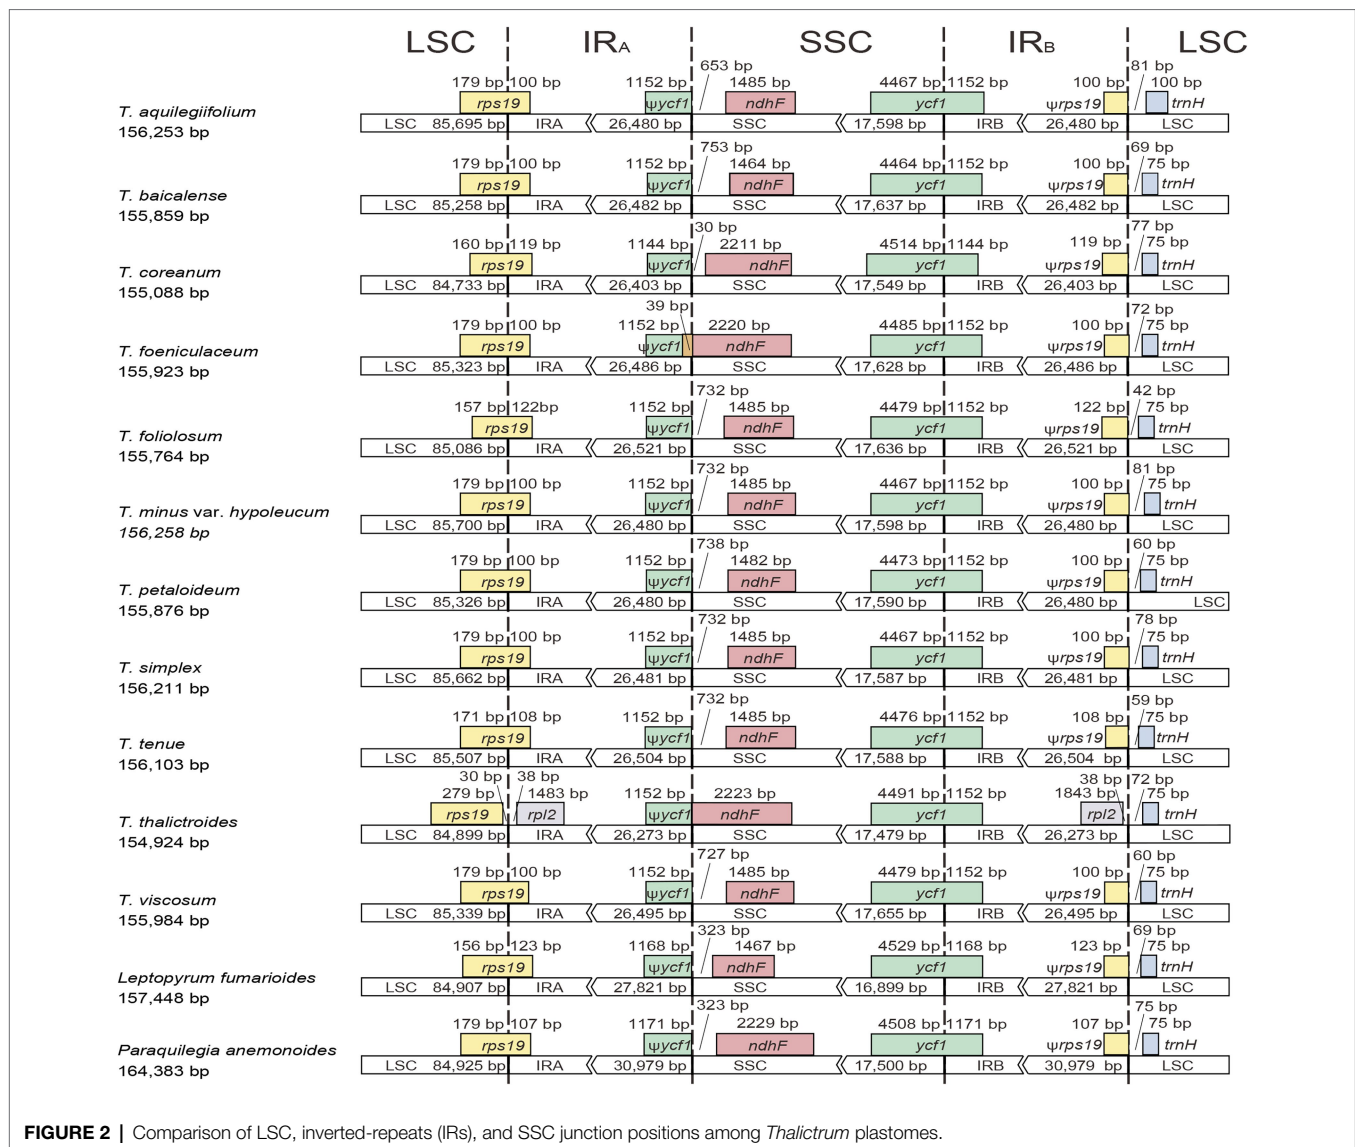 LSC IRA SSC IRB LSC
653 bp 81 bp
179 bp 100 bp 1152 bp 1485 bp 4467 bp 1152 bp 100 bp 100 bp
T. aquilegiifolium rps19 ψycf1 ndhF ycf1 ψrps19 trnH
156,253 bp LSC 85,695 bp IRA 26,480 bp SSC 17,598 bp IRB 26,480 bp LSC
753 bp 69 bp
179 bp 100 bp 1152 bp 1464 bp 4464 bp 1152 bp 100 bp 75 bp
T. baicalense rps19 ψycf1 ndhF ycf1 ψrps19 trnH
155,859 bp LSC 85,258 bp IRA 26,482 bp SSC 17,637 bp IRB 26,482 bp LSC
30 bp 77 bp
160 bp 119 bp 1144 bp 2211 bp 4514 bp 1144 bp 119 bp 75 bp
T. coreanum rps19 ψycf1 ndhF ycf1 ψrps19 trnH
155,088 bp LSC 84,733 bp IRA 26,403 bp SSC 17,549 bp IRB 26,403 bp LSC
39 bp 72 bp
179 bp 100 bp 1152 bp 2220 bp 4485 bp 1152 bp 100 bp 75 bp
T. foeniculaceum rps19 ψycf1 ndhF ycf1 ψrps19 trnH
155,923 bp LSC 85,323 bp IRA 26,486 bp SSC 17,628 bp IRB 26,486 bp LSC
732 bp 42 bp
157 bp 122bp 1152 bp 1485 bp 4479 bp 1152 bp 122 bp 75 bp
T. foliolosum rps19 ψycf1 ndhF ycf1 ψrps19 trnH
155,764 bp LSC 85,086 bp IRA 26,521 bp SSC 17,636 bp IRB 26,521 bp LSC
732 bp 81 bp
179 bp 100 bp 1152 bp 1485 bp 4467 bp 1152 bp 100 bp 75 bp
T. minus var. hypoleucum rps19 ψycf1 ndhF ycf1 ψrps19 trnH
156,258 bp LSC 85,700 bp IRA 26,480 bp SSC 17,598 bp IRB 26,480 bp LSC
738 bp 60 bp
179 bp 100 bp 1152 bp 1482 bp 4473 bp 1152 bp 100 bp 75 bp
T. petaloideum rps19 ψycf1 ndhF ycf1 ψrps19 trnH
155,876 bp LSC 85,326 bp IRA 26,480 bp SSC 17,590 bp IRB 26,480 bp LSC
732 bp 78 bp
179 bp 100 bp 1152 bp 1485 bp 4467 bp 1152 bp 100 bp 75 bp
T. simplex rps19 ψycf1 ndhF ycf1 ψrps19 trnH
156,211 bp LSC 85,662 bp IRA 26,481 bp SSC 17,587 bp IRB 26,481 bp LSC
732 bp 59 bp
171 bp 108 bp 1152 bp 1485 bp 4476 bp 1152 bp 108 bp 75 bp
T. tenue rps19 ψycf1 ndhF ycf1 ψrps19 trnH
156,103 bp LSC 85,507 bp IRA 26,504 bp SSC 17,588 bp IRB 26,504 bp LSC
30 bp 38 bp 38 bp 72 bp
279 bp 1483 bp 1152 bp 2223 bp 4491 bp 1152 bp 1843 bp 75 bp
T. thalictroides rps19 rpl2 ψycf1 ndhF ycf1 rpl2 trnH
154,924 bp LSC 84,899 bp IRA 26,273 bp SSC 17,479 bp IRB 26,273 bp LSC
727 bp 60 bp
179 bp 100 bp 1152 bp 1485 bp 4479 bp 1152 bp 100 bp 75 bp
T. viscosum rps19 ψycf1 ndhF ycf1 ψrps19 trnH
155,984 bp LSC 85,339 bp IRA 26,495 bp SSC 17,655 bp IRB 26,495 bp LSC
323 bp 69 bp
156 bp 123 bp 1168 bp 1467 bp 4529 bp 1168 bp 123 bp 75 bp
Leptopyrum fumarioides rps19 ψycf1 ndhF ycf1 ψrps19 trnH
157,448 bp LSC 84,907 bp IRA 27,821 bp SSC 16,899 bp IRB 27,821 bp LSC
323 bp 75 bp
179 bp 107 bp 1171 bp 2229 bp 4508 bp 1171 bp 107 bp 75 bp
Paraquilegia anemonoides rps19 ψycf1 ndhF ycf1 ψrps19 trnH
164,383 bp LSC 84,925 bp IRA 30,979 bp SSC 17,500 bp IRB 30,979 bp LSC
FIGURE 2 | Comparison of LSC, inverted-repeats (IRs), and SSC junction positions among Thalictrum plastomes.